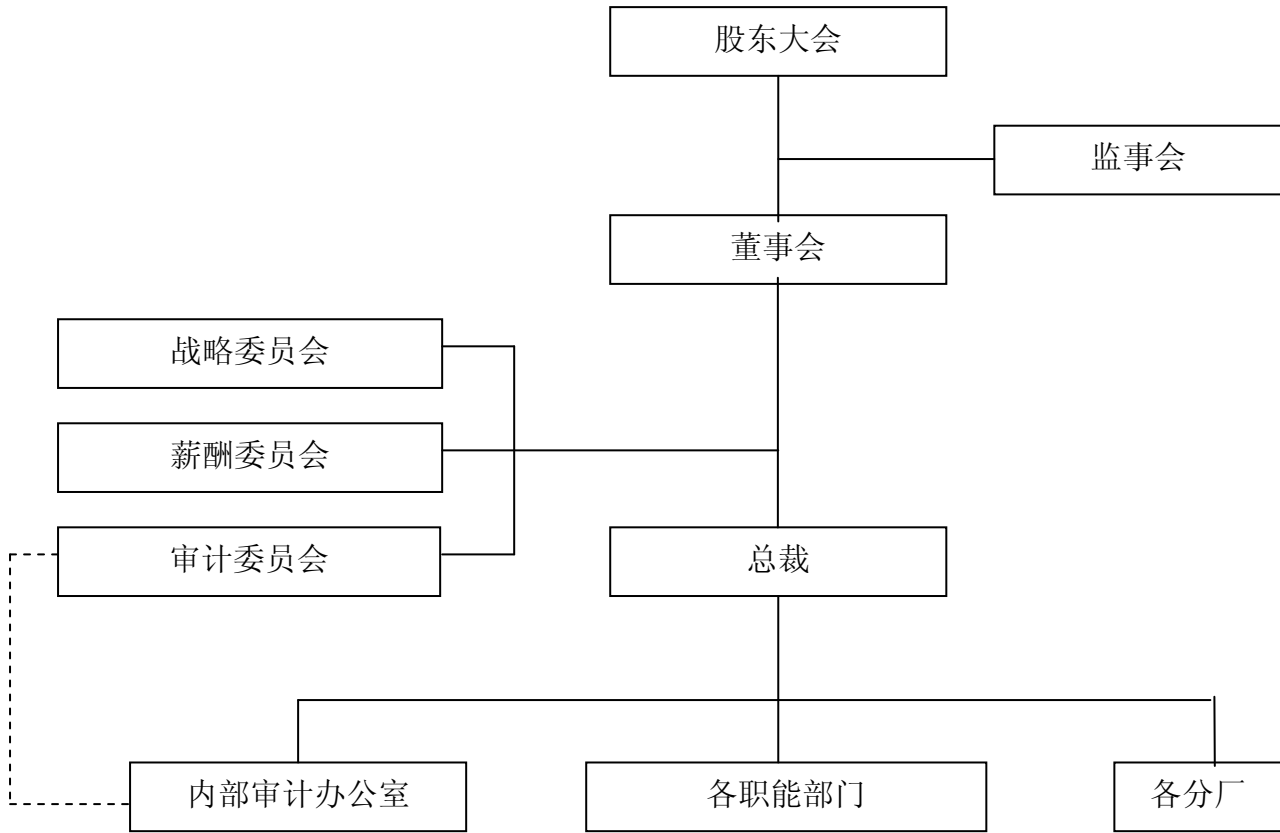 股东大会
监事会
董事会
战略委员会
薪酬委员会
审计委员会
总裁
内部审计办公室
各职能部门
各分厂